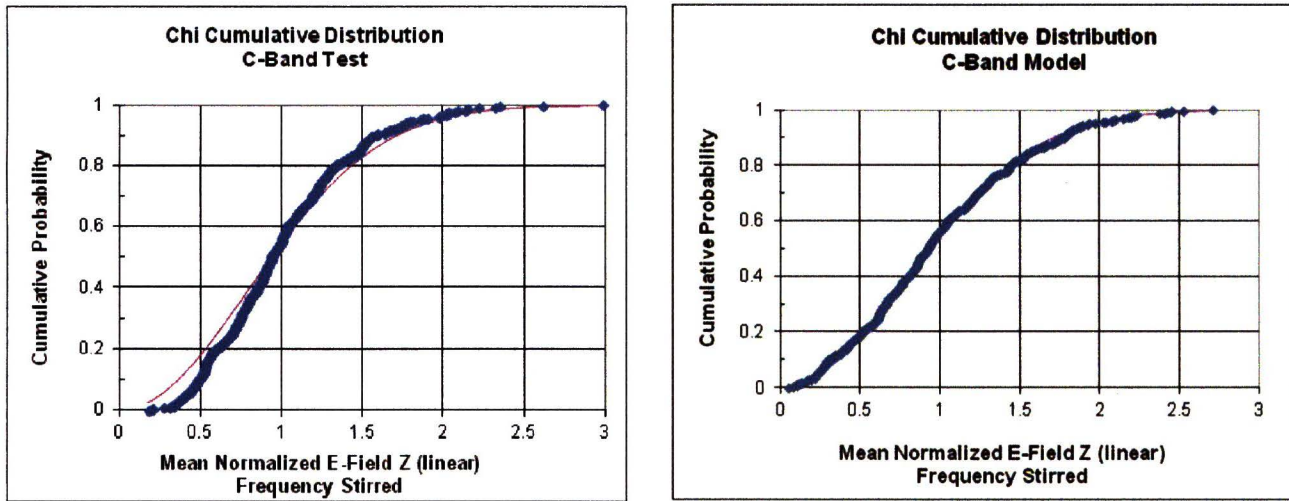 Chi Cumulative Distribution
C-Band Test
Cumulative Probability
1
0.8
0.6
0.4
0.2
0
0 0.5 1 1.5 2 2.5 3
Mean Normalized E-Field Z (linear)
Frequency Stirred
Chi Cumulative Distribution
C-Band Model
Cumulative Probability
1
0.8
0.6
0.4
0.2
0
0 0.5 1 1.5 2 2.5 3
Mean Normalized E-Field Z (linear)
Frequency Stirred